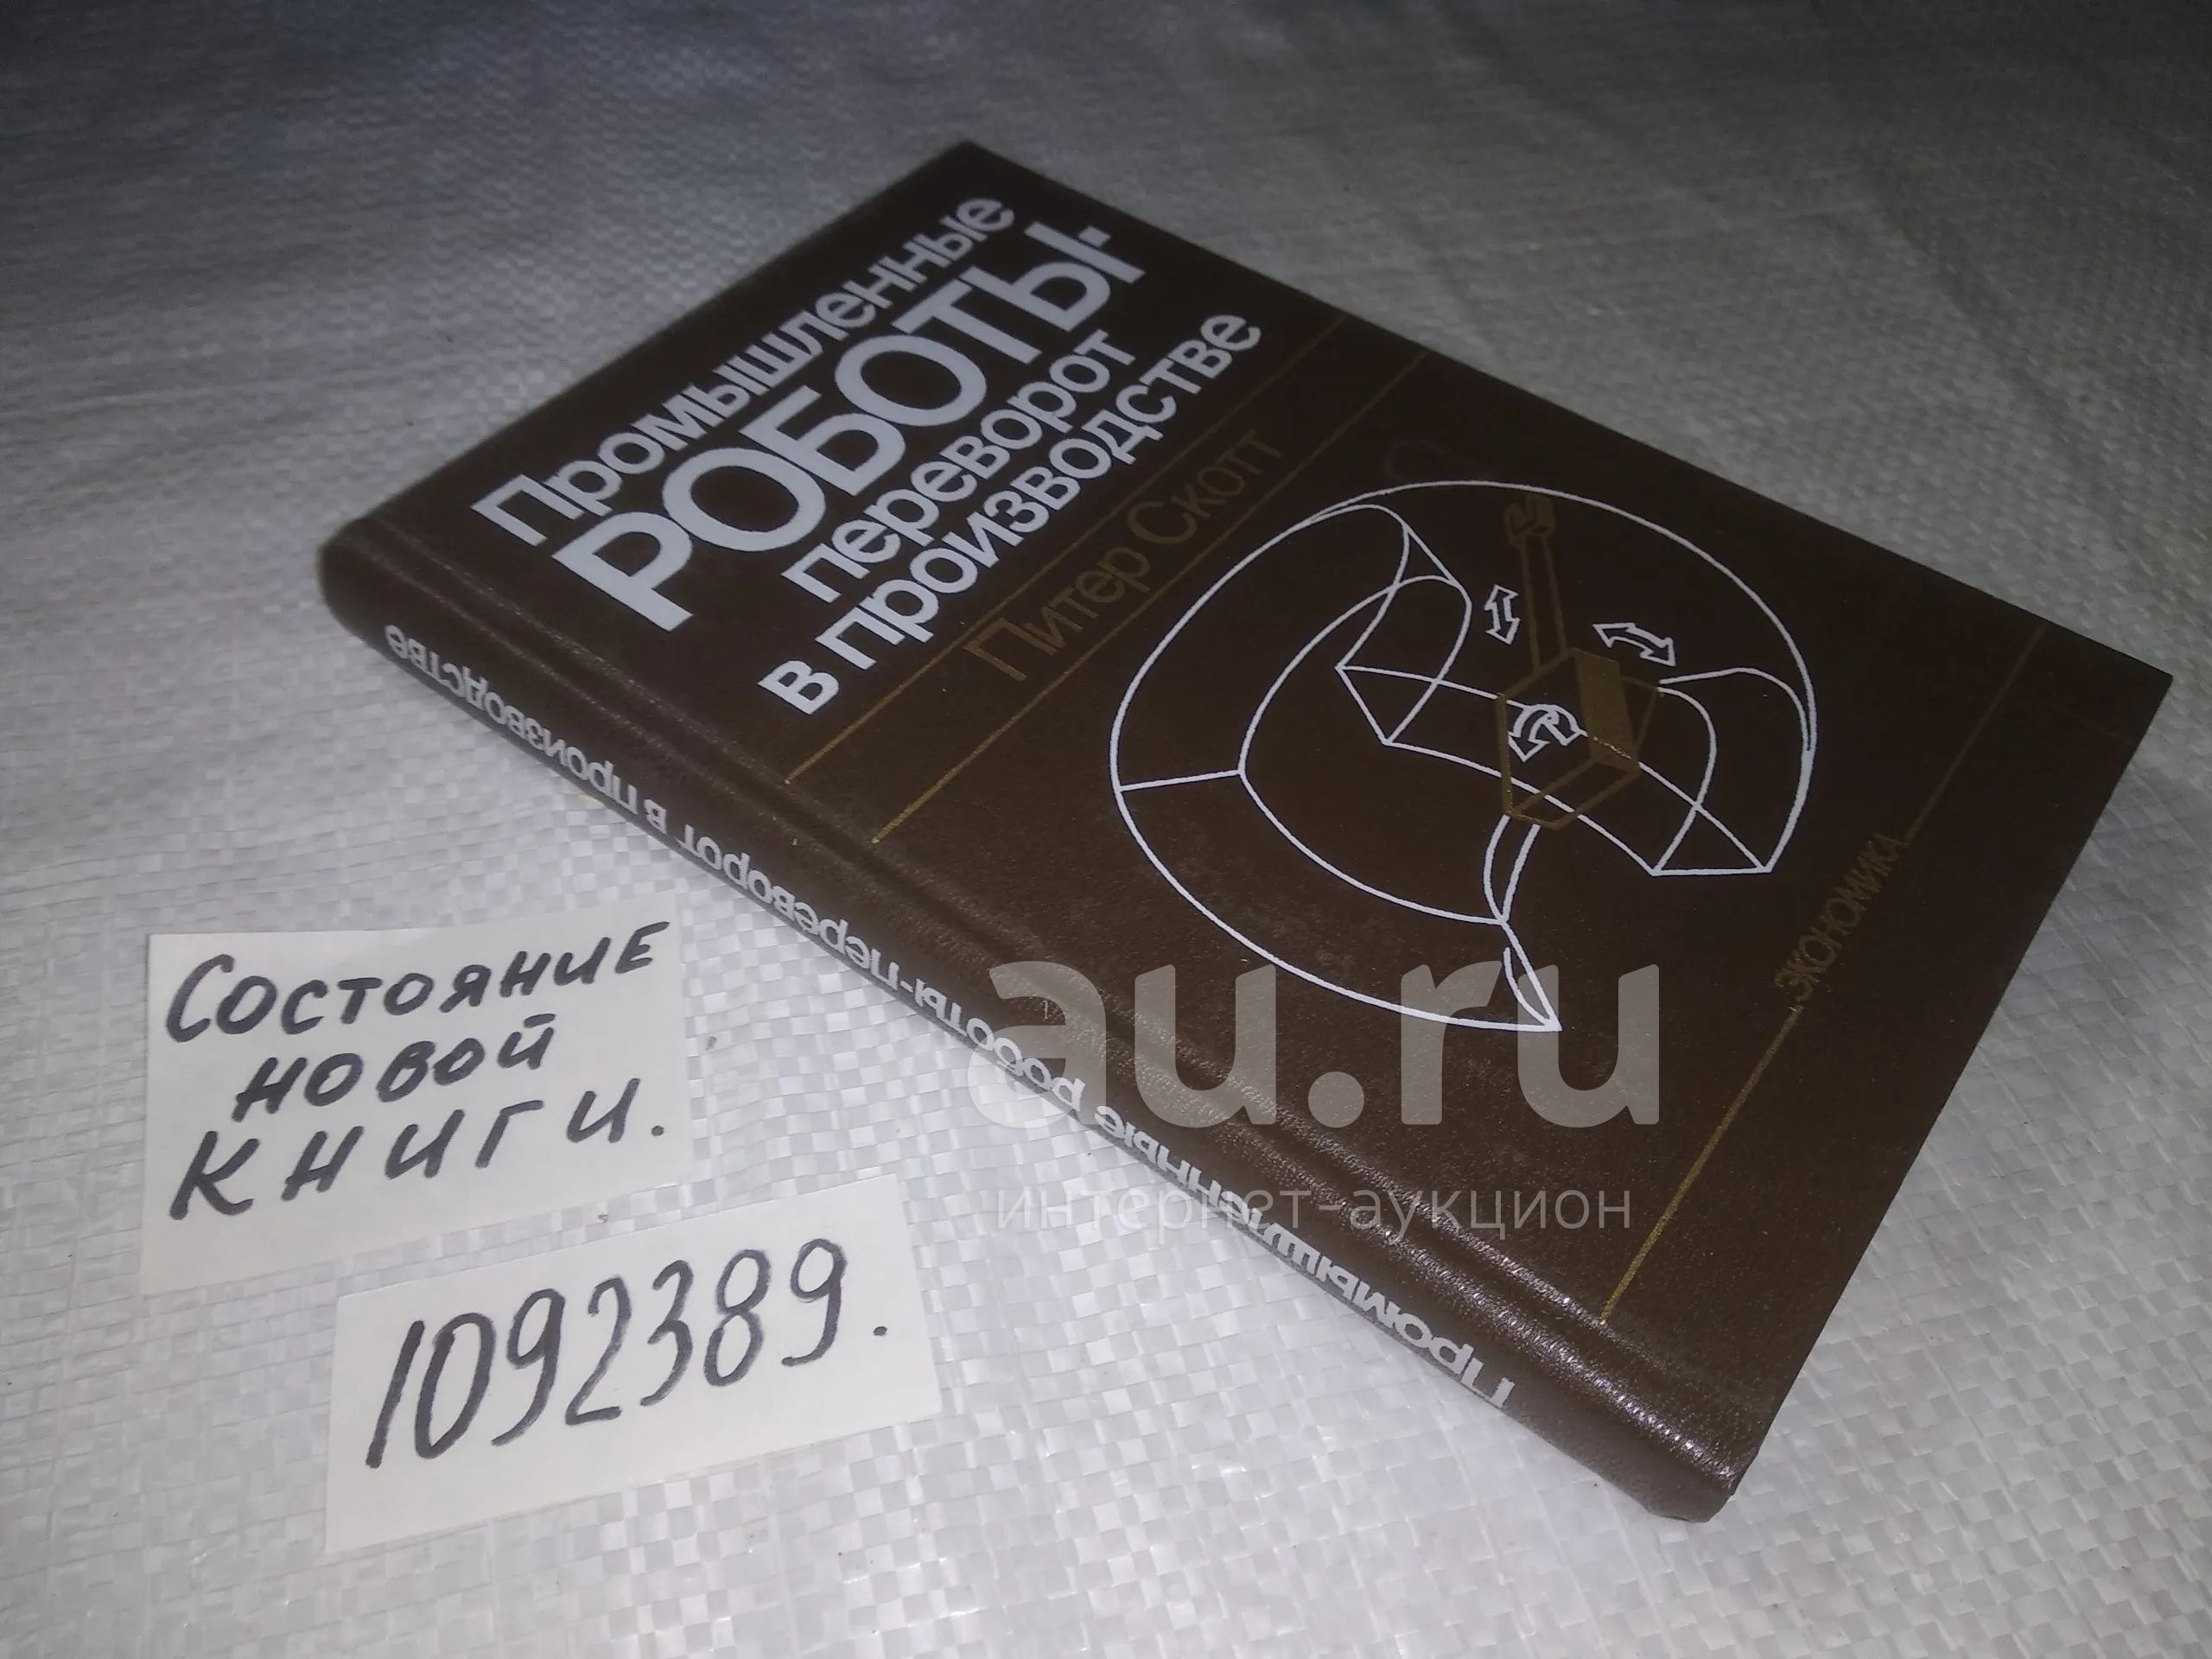 Промышленные
РОБОТЫ-
переворот
в производстве
Питер Скотт
ЭКОНОМИКА
Промышленные роботы-переворот в производстве
Состояние
новой
книги.
1092389.
au.ru
интернет-аукцион